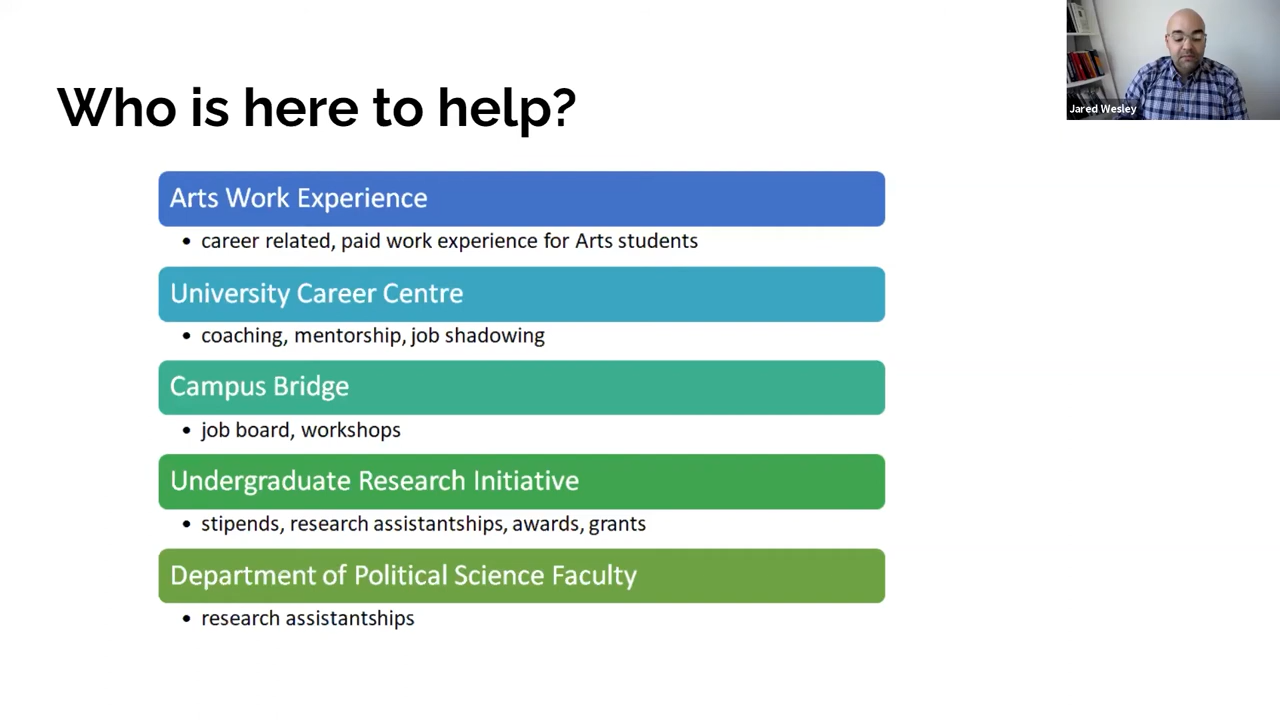 Who is here to help?
Jared Wesley
Arts Work Experience
• career related, paid work experience for Arts students
University Career Centre
• coaching, mentorship, job shadowing
Campus Bridge
• job board, workshops
Undergraduate Research Initiative
• stipends, research assistantships, awards, grants
Department of Political Science Faculty
• research assistantships